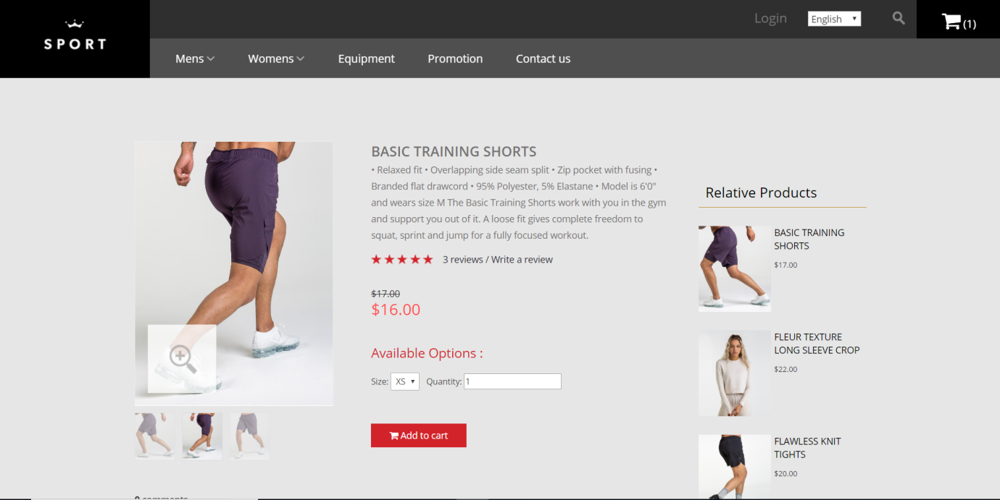 SPORT
Login
English
(1)
Mens
Womens
Equipment
Promotion
Contact us
BASIC TRAINING SHORTS
• Relaxed fit • Overlapping side seam split • Zip pocket with fusing •
Branded flat drawcord • 95% Polyester, 5% Elastane • Model is 6'0"
and wears size M The Basic Training Shorts work with you in the gym
and support you out of it. A loose fit gives complete freedom to
squat, sprint and jump for a fully focused workout.
3 reviews / Write a review
$17.00
$16.00
Available Options :
Size: XS Quantity: 1
Add to cart
Relative Products
BASIC TRAINING
SHORTS
$17.00
FLEUR TEXTURE
LONG SLEEVE CROP
$22.00
FLAWLESS KNIT
TIGHTS
$20.00
comments